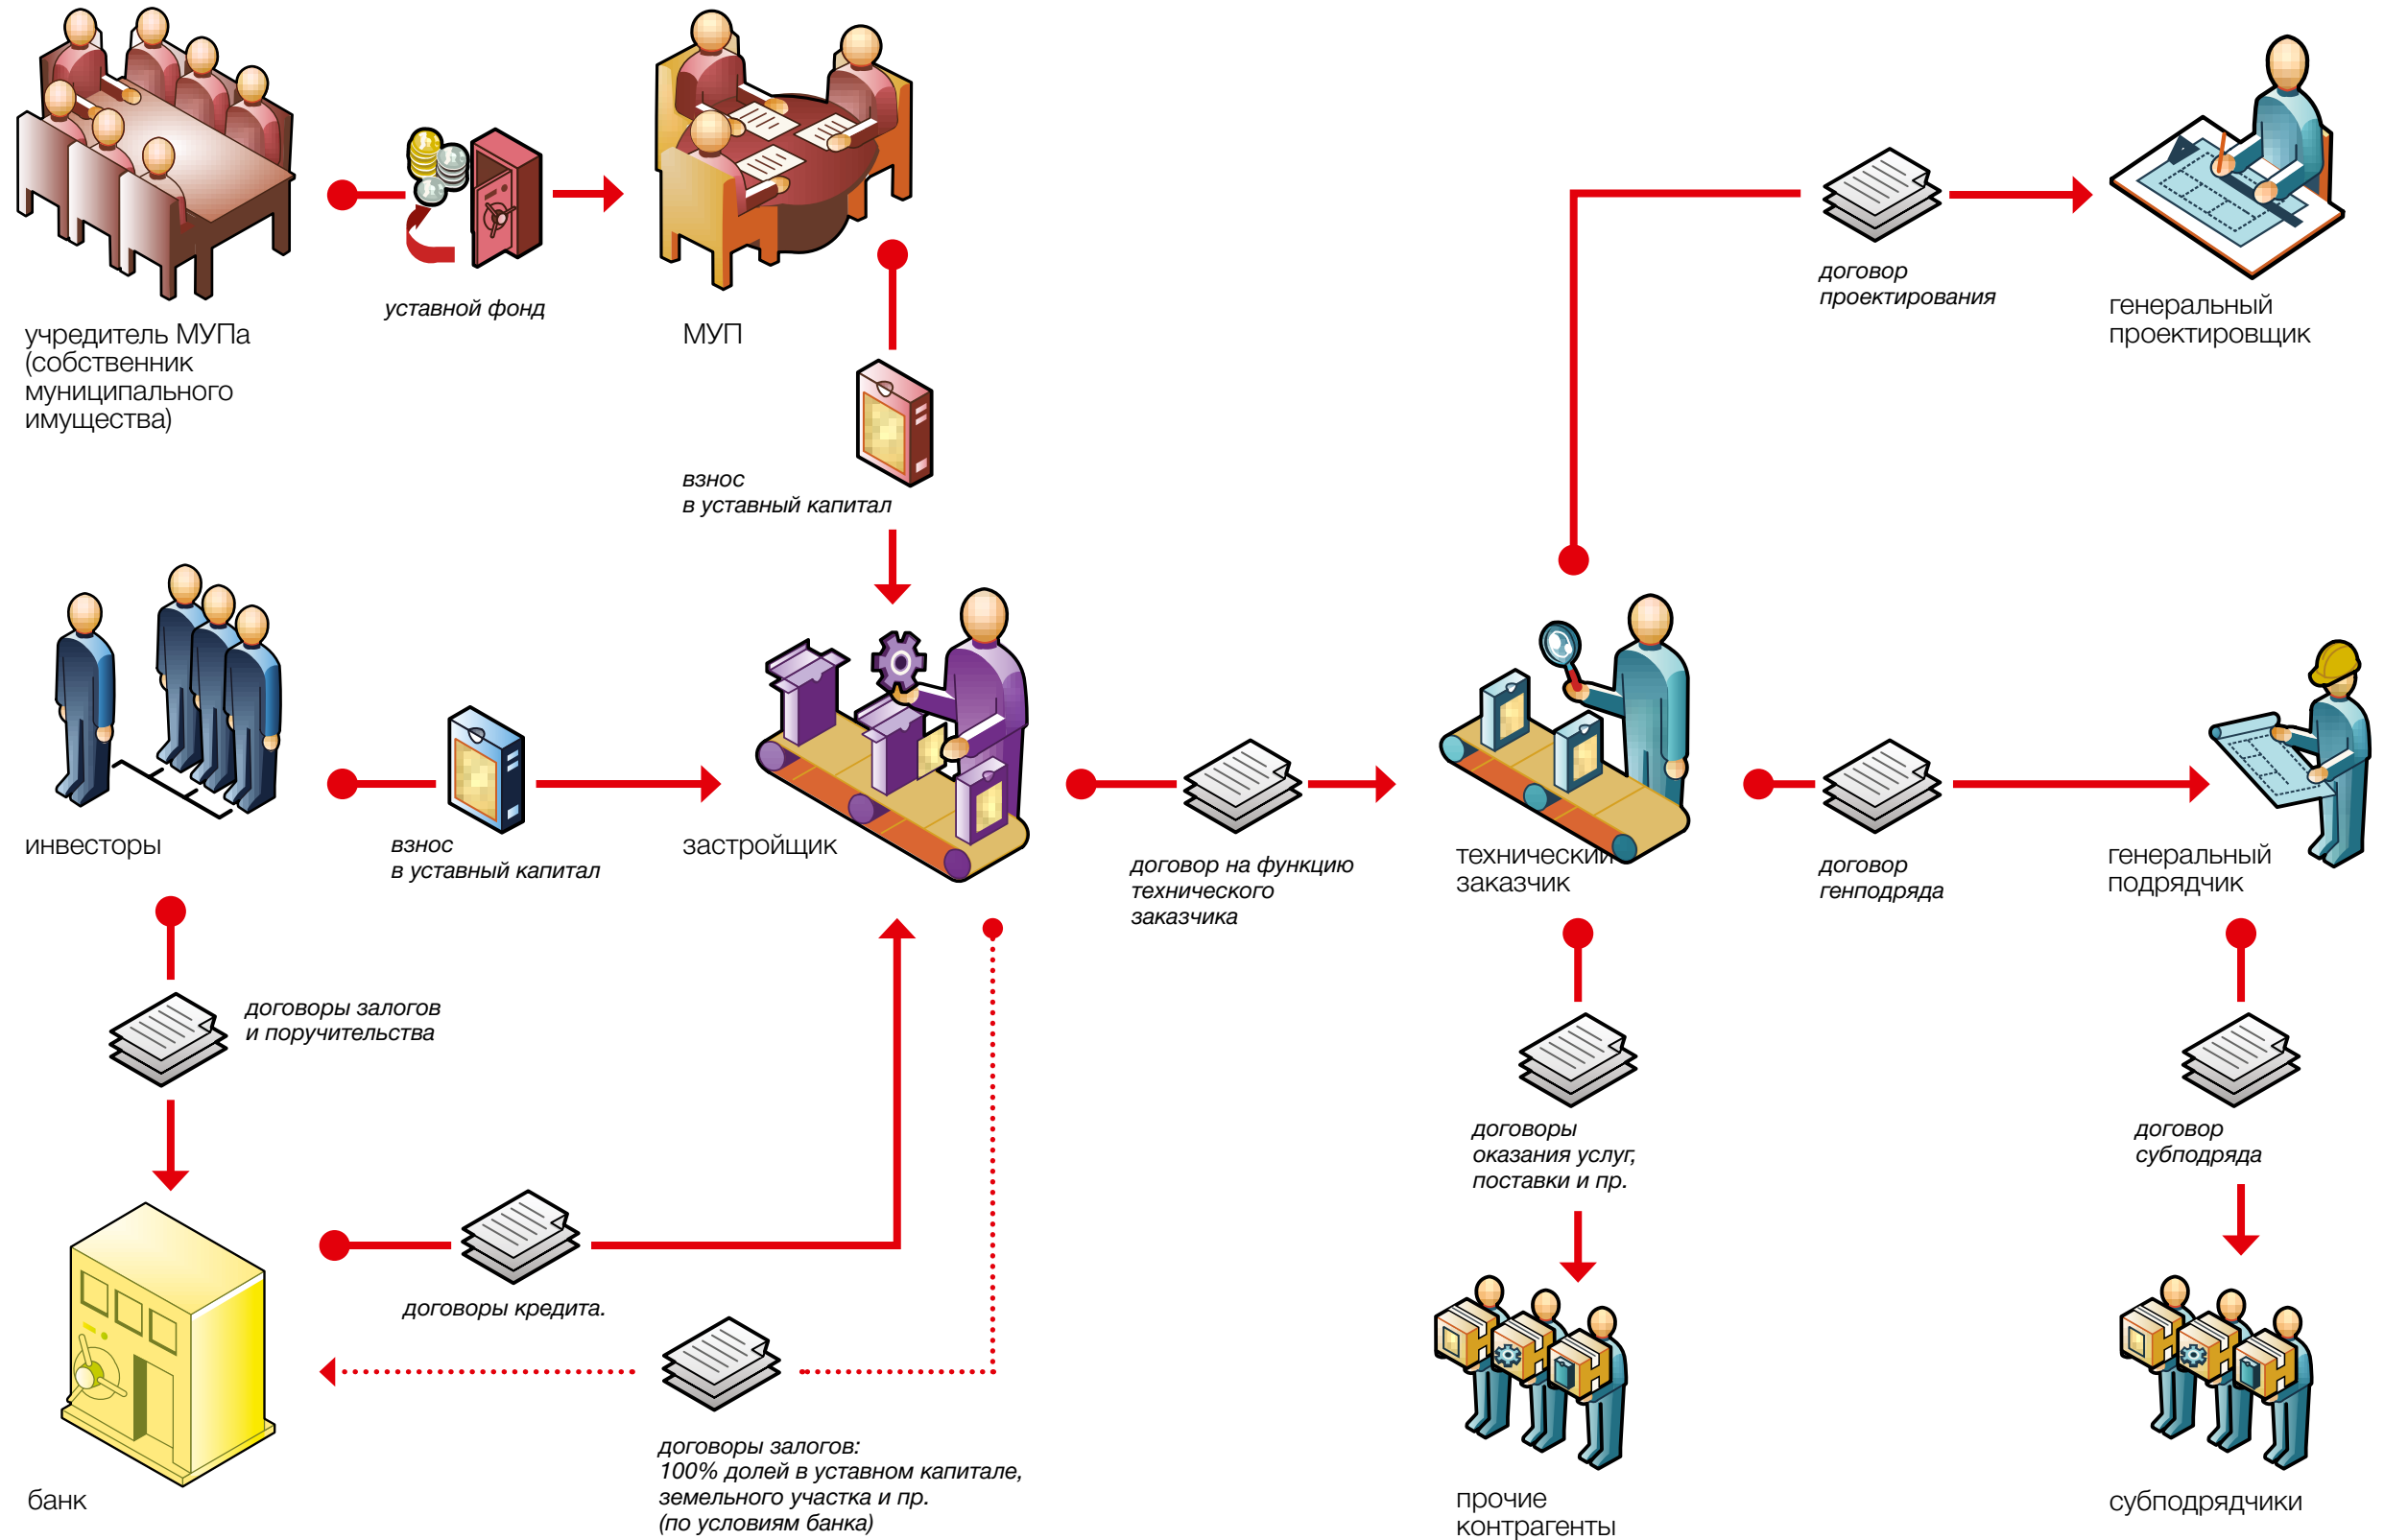 уставной фонд
учредитель МУПа
(собственник
муниципального
имущества)
МУП
договор
проектирования
генеральный
проектировщик
взнос
в уставный капитал
инвесторы
взнос
в уставный капитал
застройщик
договор на функцию
технического
заказчика
технический
заказчик
договор
генподряда
генеральный
подрядчик
договоры залогов
и поручительства
договоры
оказания услуг,
поставки и пр.
договор
субподряда
договоры кредита.
договоры залогов:
100% долей в уставном капитале,
земельного участка и пр.
(по условиям банка)
банк
прочие
контрагенты
субподрядчики